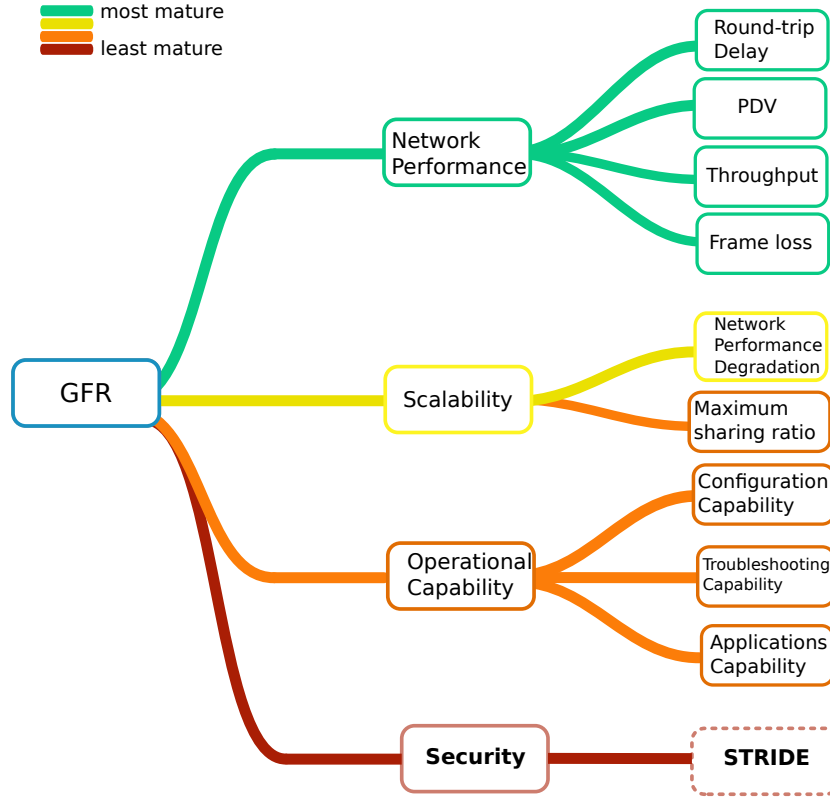 most mature
least mature
Round-trip
Delay
PDV
Network
Performance
Throughput
Frame loss
GFR
Scalability
Network
Performance
Degradation
Maximum
sharing ratio
Operational
Capability
Configuration
Capability
Troubleshooting
Capability
Applications
Capability
Security
STRIDE